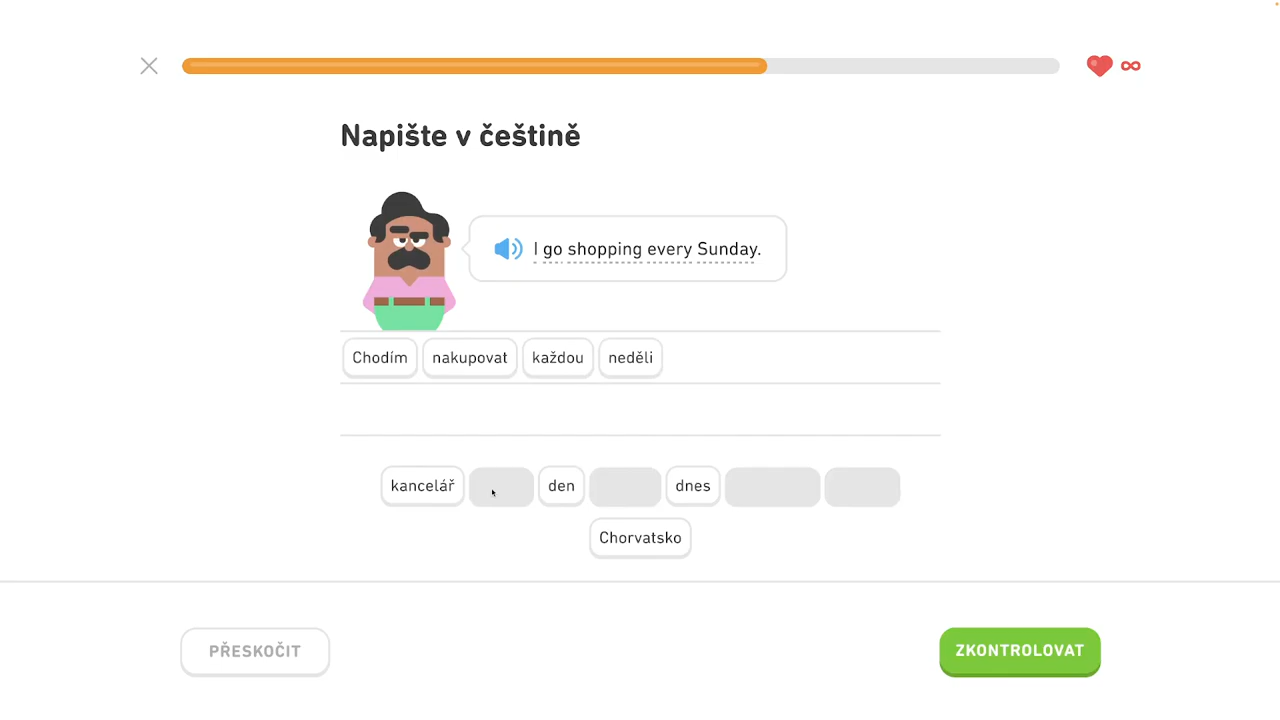 Napište v češtině
I go shopping every Sunday.
Chodím nakupovat každou neděli
kancelář den dnes
Chorvatsko
PŘESKOČIT ZKONTROLOVAT